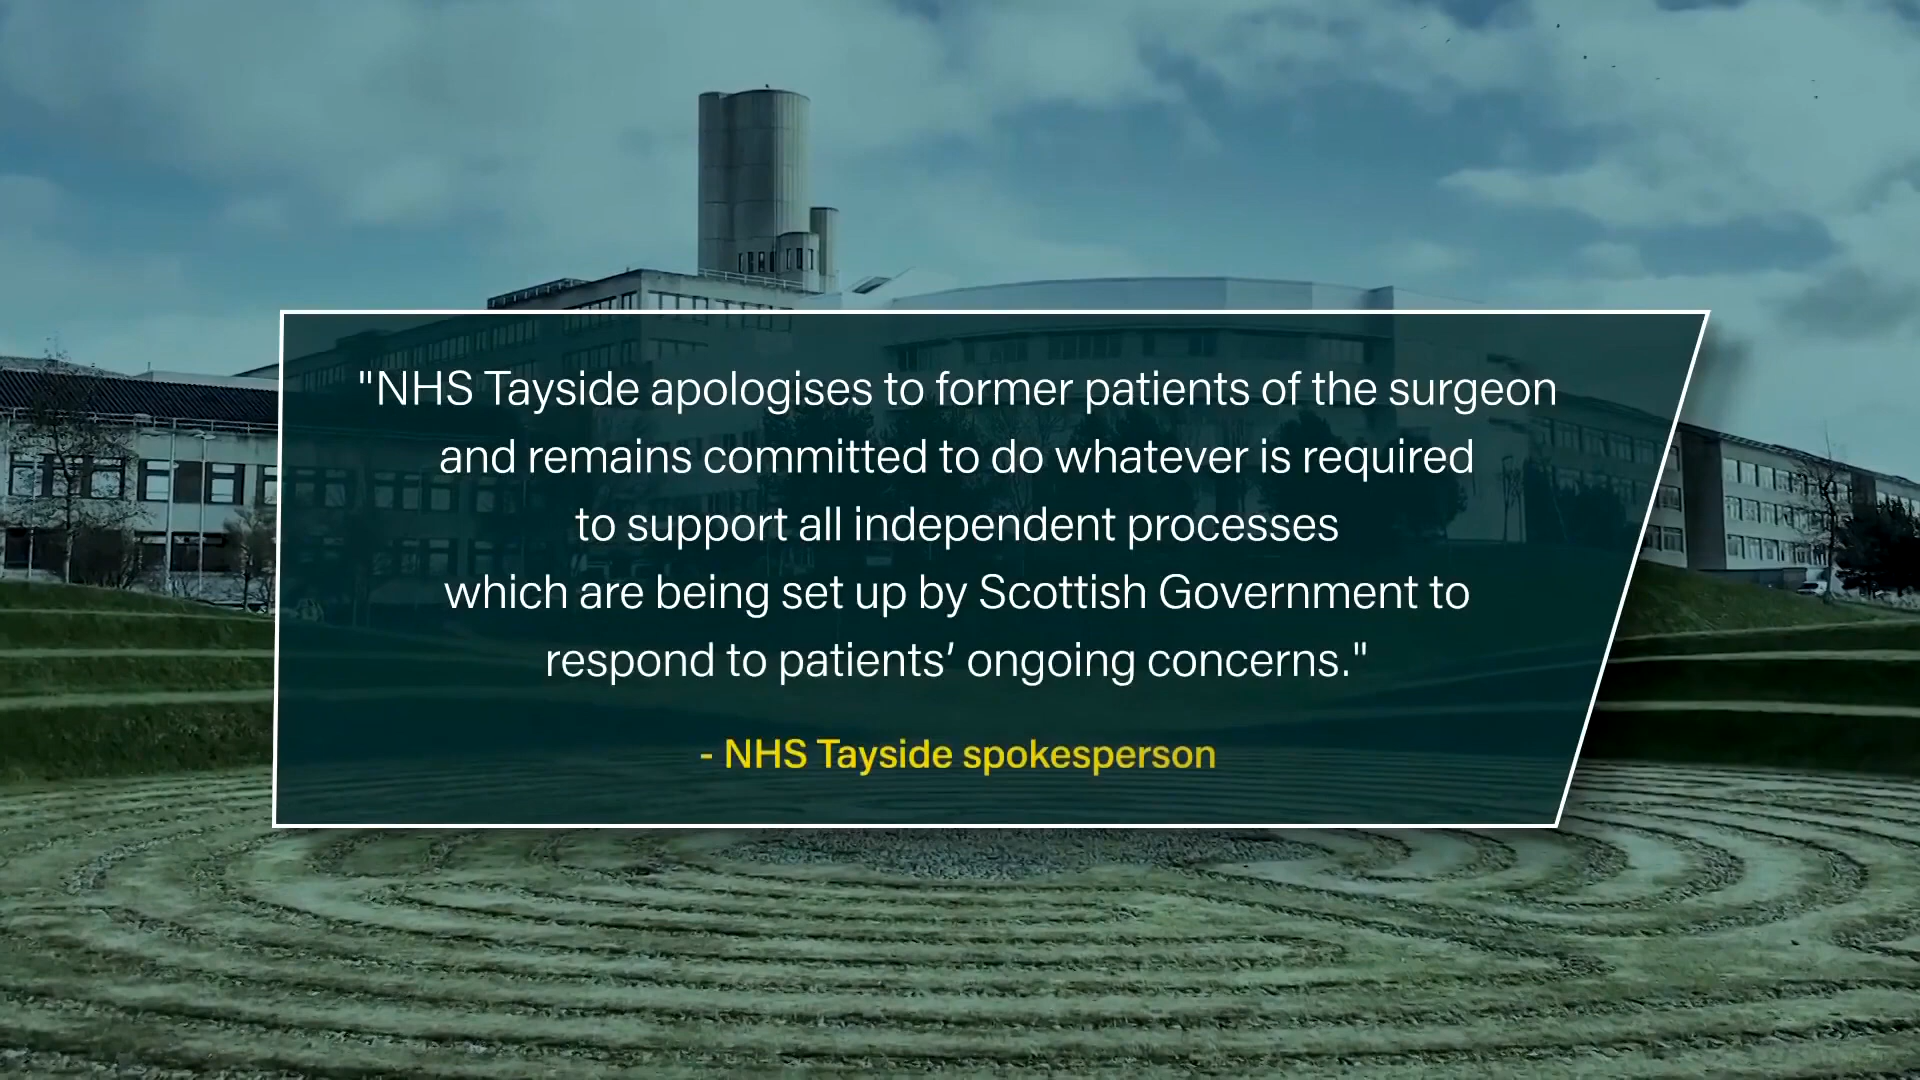 "NHS Tayside apologises to former patients of the surgeon
and remains committed to do whatever is required
to support all independent processes
which are being set up by Scottish Government to
respond to patients’ ongoing concerns."
- NHS Tayside spokesperson